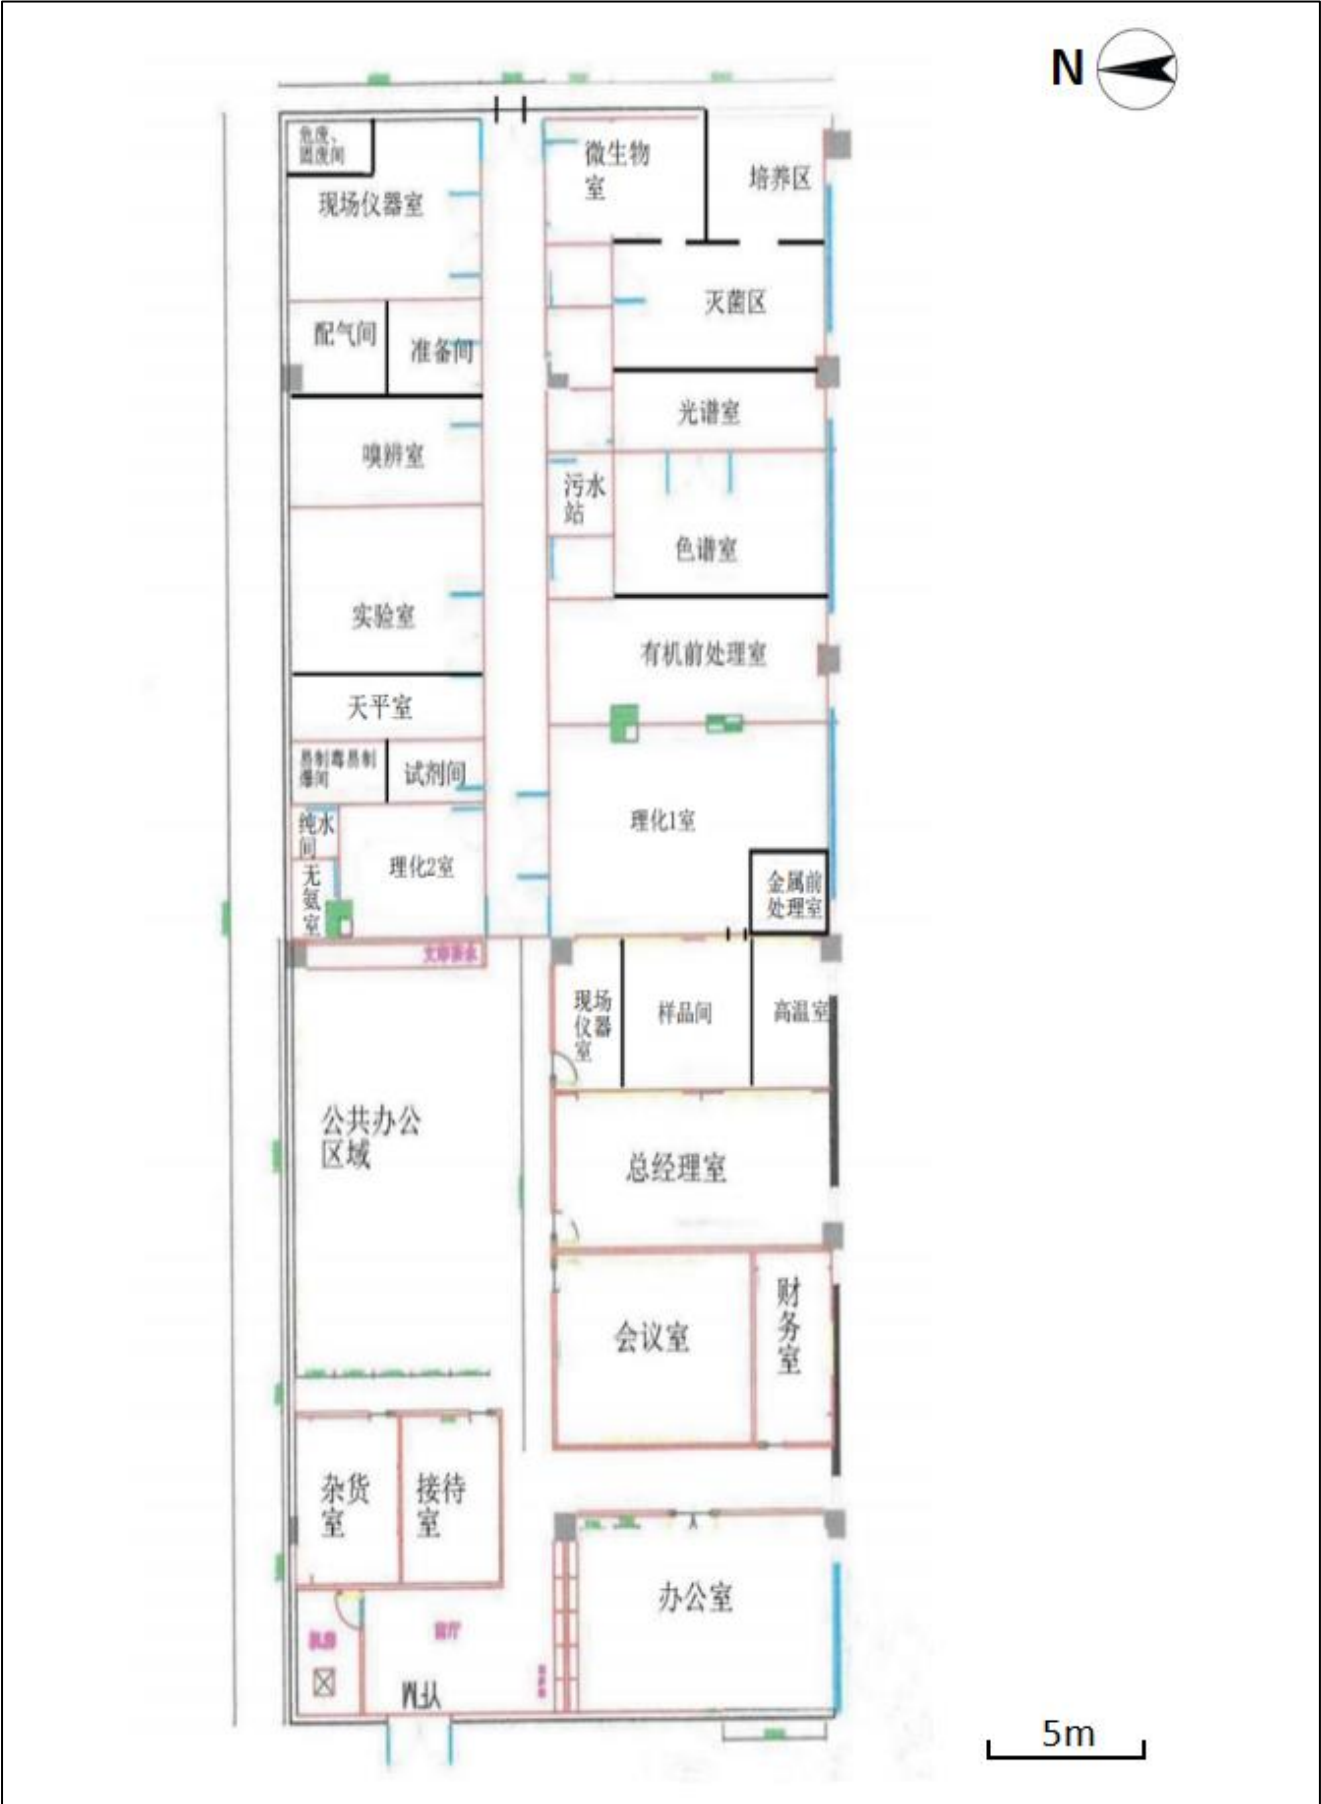 N
危废、
固废间
现场仪器室
微生物
室
培养区
灭菌区
配气间
准备间
光谱室
嗅辨室
污水
站
色谱室
实验室
有机前处理室
天平室
易制毒易制
爆间
试剂间
纯水
间
理化1室
理化2室
无
氨
室
金属前
处理室
现场
仪器
室
样品间
高温室
公共办公
区域
总经理室
会议室
财
务
室
杂货
室
接待
室
办公室
前厅
5m